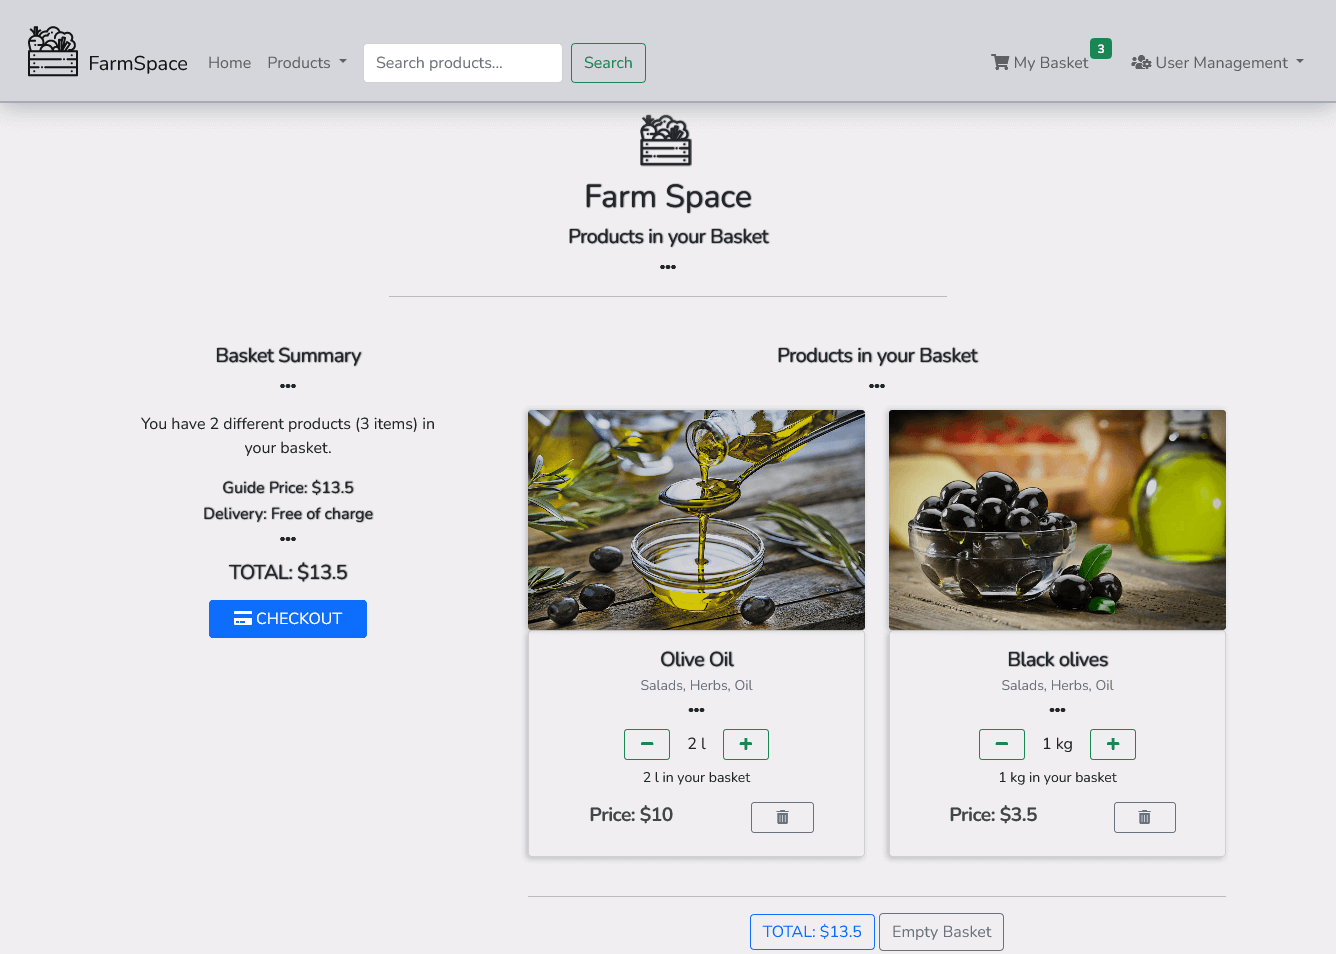 FarmSpace Home Products Search products... Search My Basket 3 User Management
Farm Space
Products in your Basket
•••
Basket Summary
•••
You have 2 different products (3 items) in
your basket.
Guide Price: $13.5
Delivery: Free of charge
•••
TOTAL: $13.5
CHECKOUT
Products in your Basket
•••
Olive Oil
Salads, Herbs, Oil
•••
− 2 l +
2 l in your basket
Price: $10
Black olives
Salads, Herbs, Oil
•••
− 1 kg +
1 kg in your basket
Price: $3.5
TOTAL: $13.5 Empty Basket